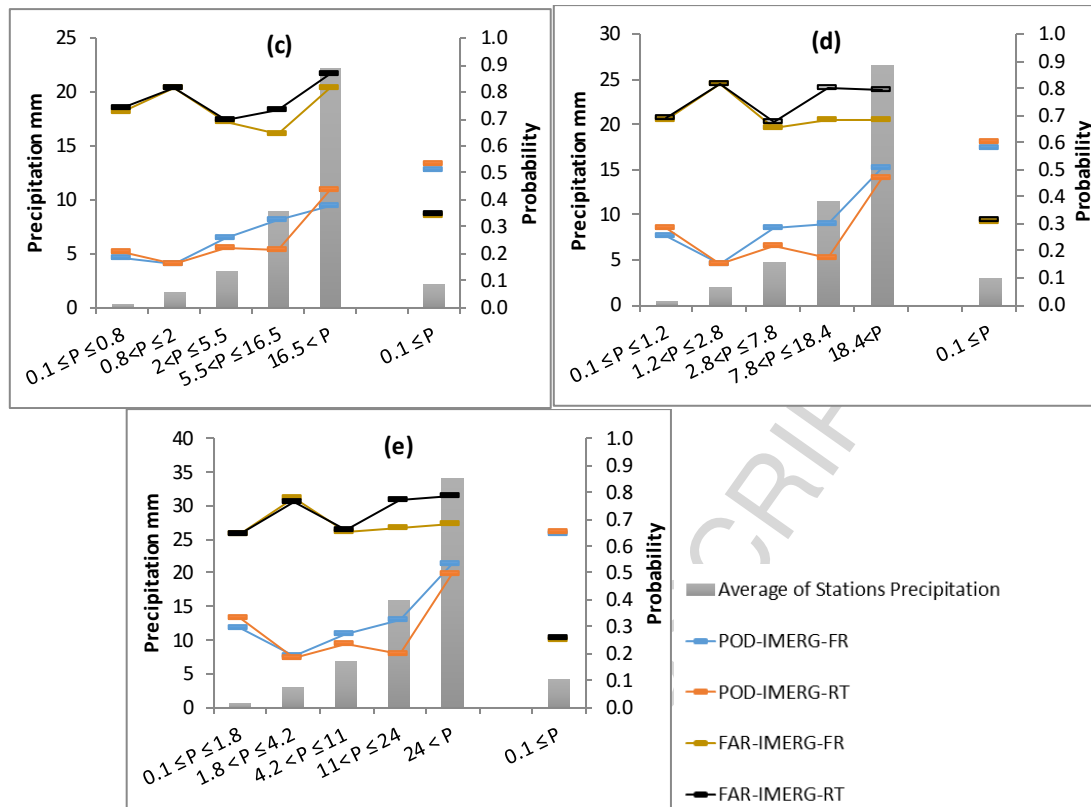 (c)
Precipitation mm
25
20
15
10
5
0
1.0
0.9
0.8
0.7
0.6
0.5
0.4
0.3
0.2
0.1
0.0
Probability
0.1 ≤P ≤0.8
0.8<P ≤2
2<P ≤5.5
5.5<P ≤16.5
16.5 < P
0.1 ≤P
(d)
Precipitation mm
30
25
20
15
10
5
0
1.0
0.9
0.8
0.7
0.6
0.5
0.4
0.3
0.2
0.1
0.0
Probability
0.1 ≤P ≤1.2
1.2<P ≤2.8
2.8<P ≤7.8
7.8<P ≤18.4
18.4<P
0.1 ≤P
(e)
Precipitation mm
40
35
30
25
20
15
10
5
0
1.0
0.9
0.8
0.7
0.6
0.5
0.4
0.3
0.2
0.1
0.0
Probability
0.1 ≤P ≤1.8
1.8 <P ≤4.2
4.2 <P ≤11
11<P ≤24
24 < P
0.1 ≤P
Average of Stations Precipitation
POD-IMERG-FR
POD-IMERG-RT
FAR-IMERG-FR
FAR-IMERG-RT